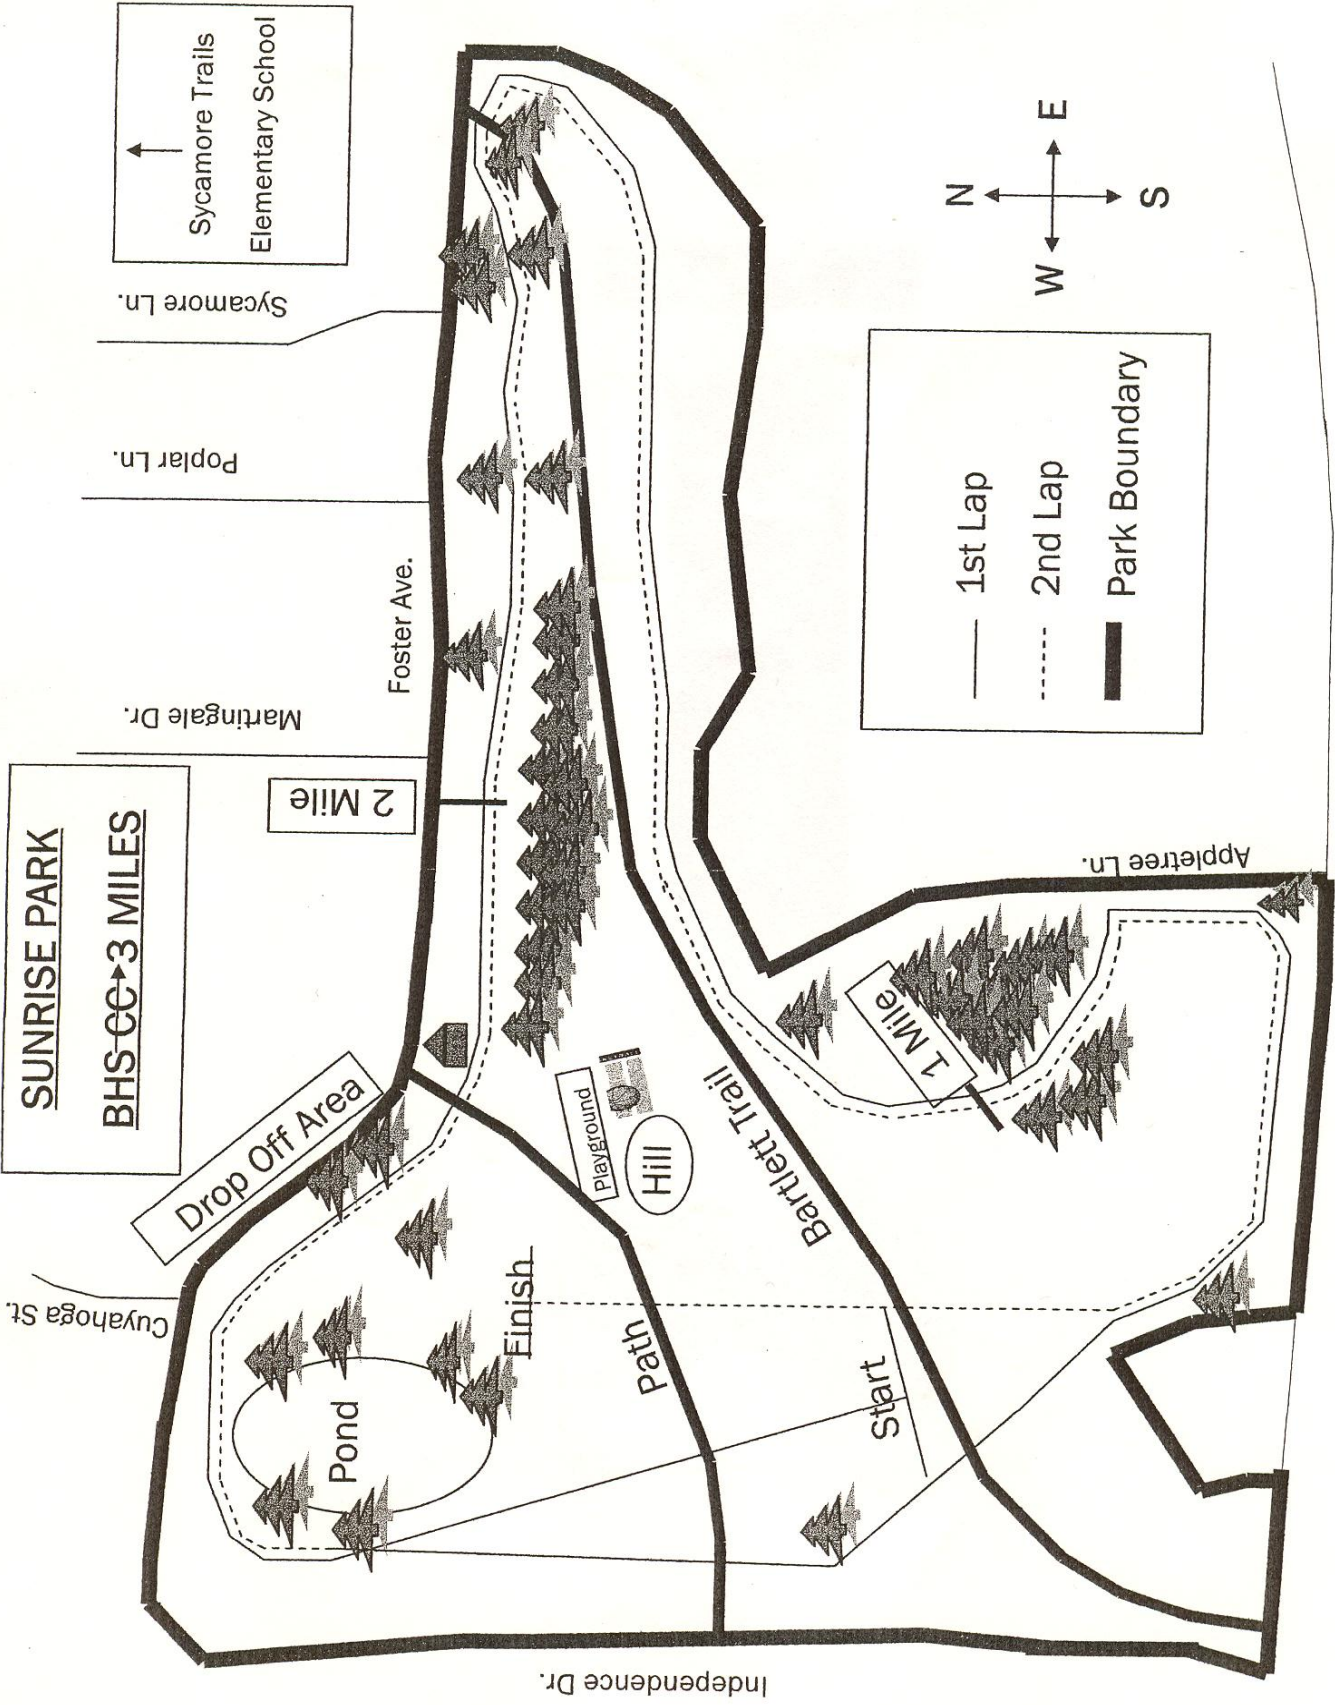 SUNRISE PARK
BHS CC→3 MILES
Sycamore Trails
Elementary School
Cuyahoga St.
Martingale Dr.
Poplar Ln.
Sycamore Ln.
Drop Off Area
2 Mile
Foster Ave.
Pond
Finish
Playground
Hill
Path
Bartlett Trail
Start
1 Mile
Independence Dr.
Appletree Ln.
1st Lap
2nd Lap
Park Boundary
N
W
E
S